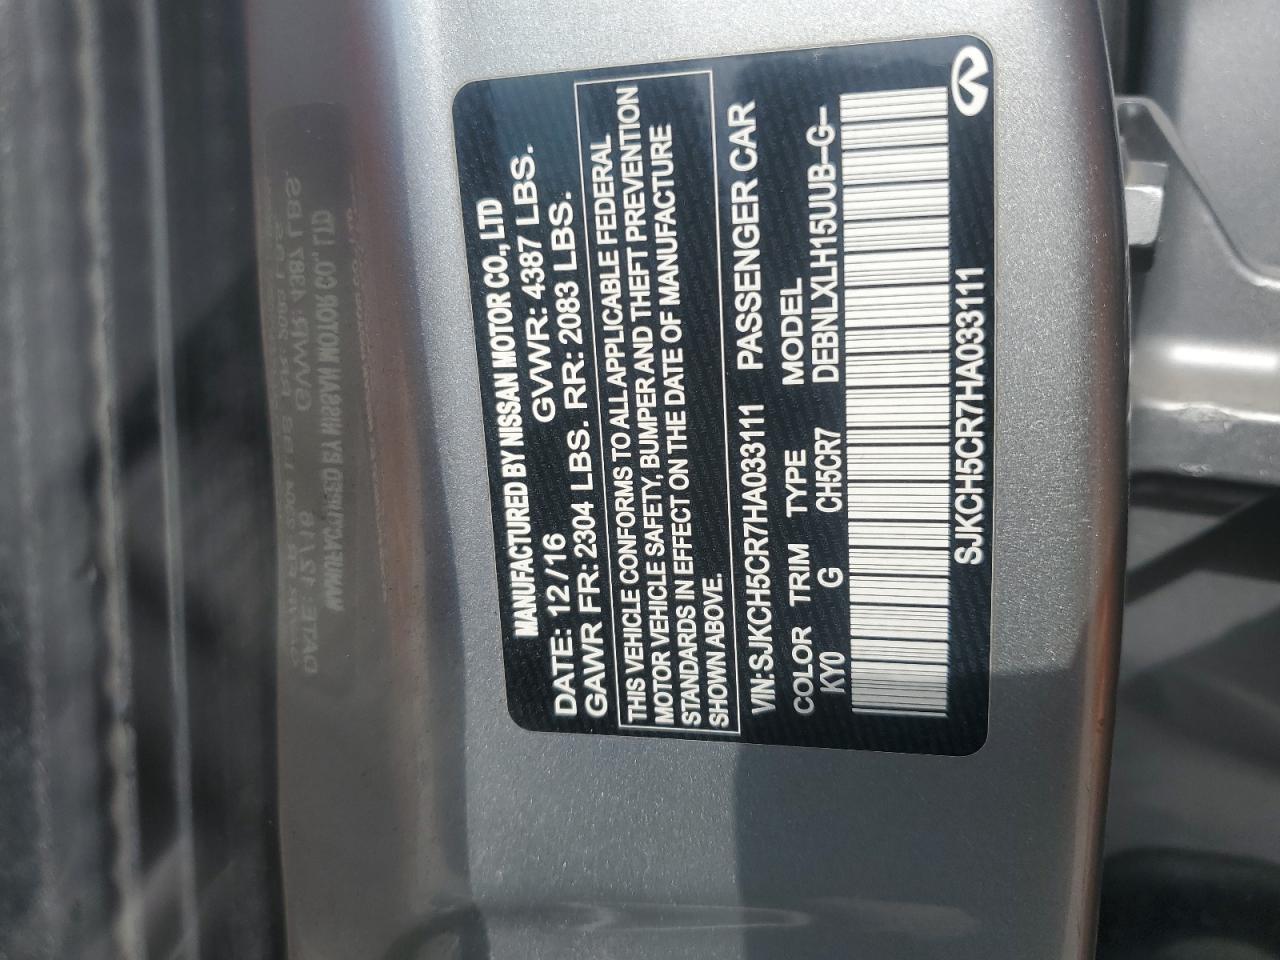 MANUFACTURED BY NISSAN MOTOR CO., LTD
DATE: 12/16 GVWR: 4387 LBS.
GAWR FR: 2304 LBS. RR: 2083 LBS.
THIS VEHICLE CONFORMS TO ALL APPLICABLE FEDERAL
MOTOR VEHICLE SAFETY, BUMPER AND THEFT PREVENTION
STANDARDS IN EFFECT ON THE DATE OF MANUFACTURE
SHOWN ABOVE.
VIN: SJKCH5CR7HA033111 PASSENGER CAR
COLOR TRIM TYPE MODEL
KY0 G CH5CR7 DEBNLXLH15UUB-G-
SJKCH5CR7HA033111